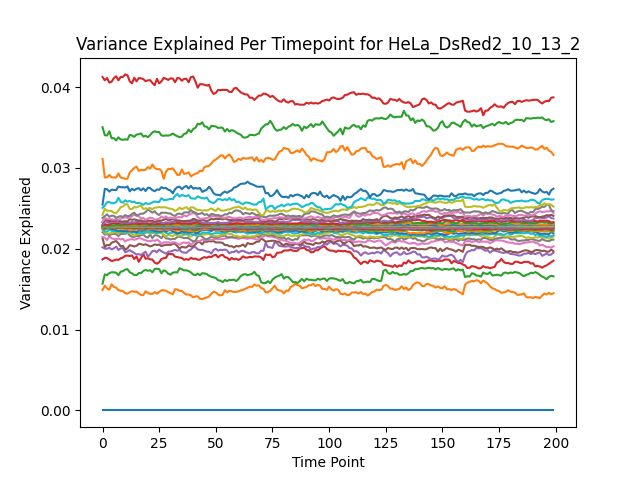 Variance Explained Per Timepoint for HeLa_DsRed2_10_13_2
Variance Explained
0.04
0.03
0.02
0.01
0.00
0 25 50 75 100 125 150 175 200
Time Point